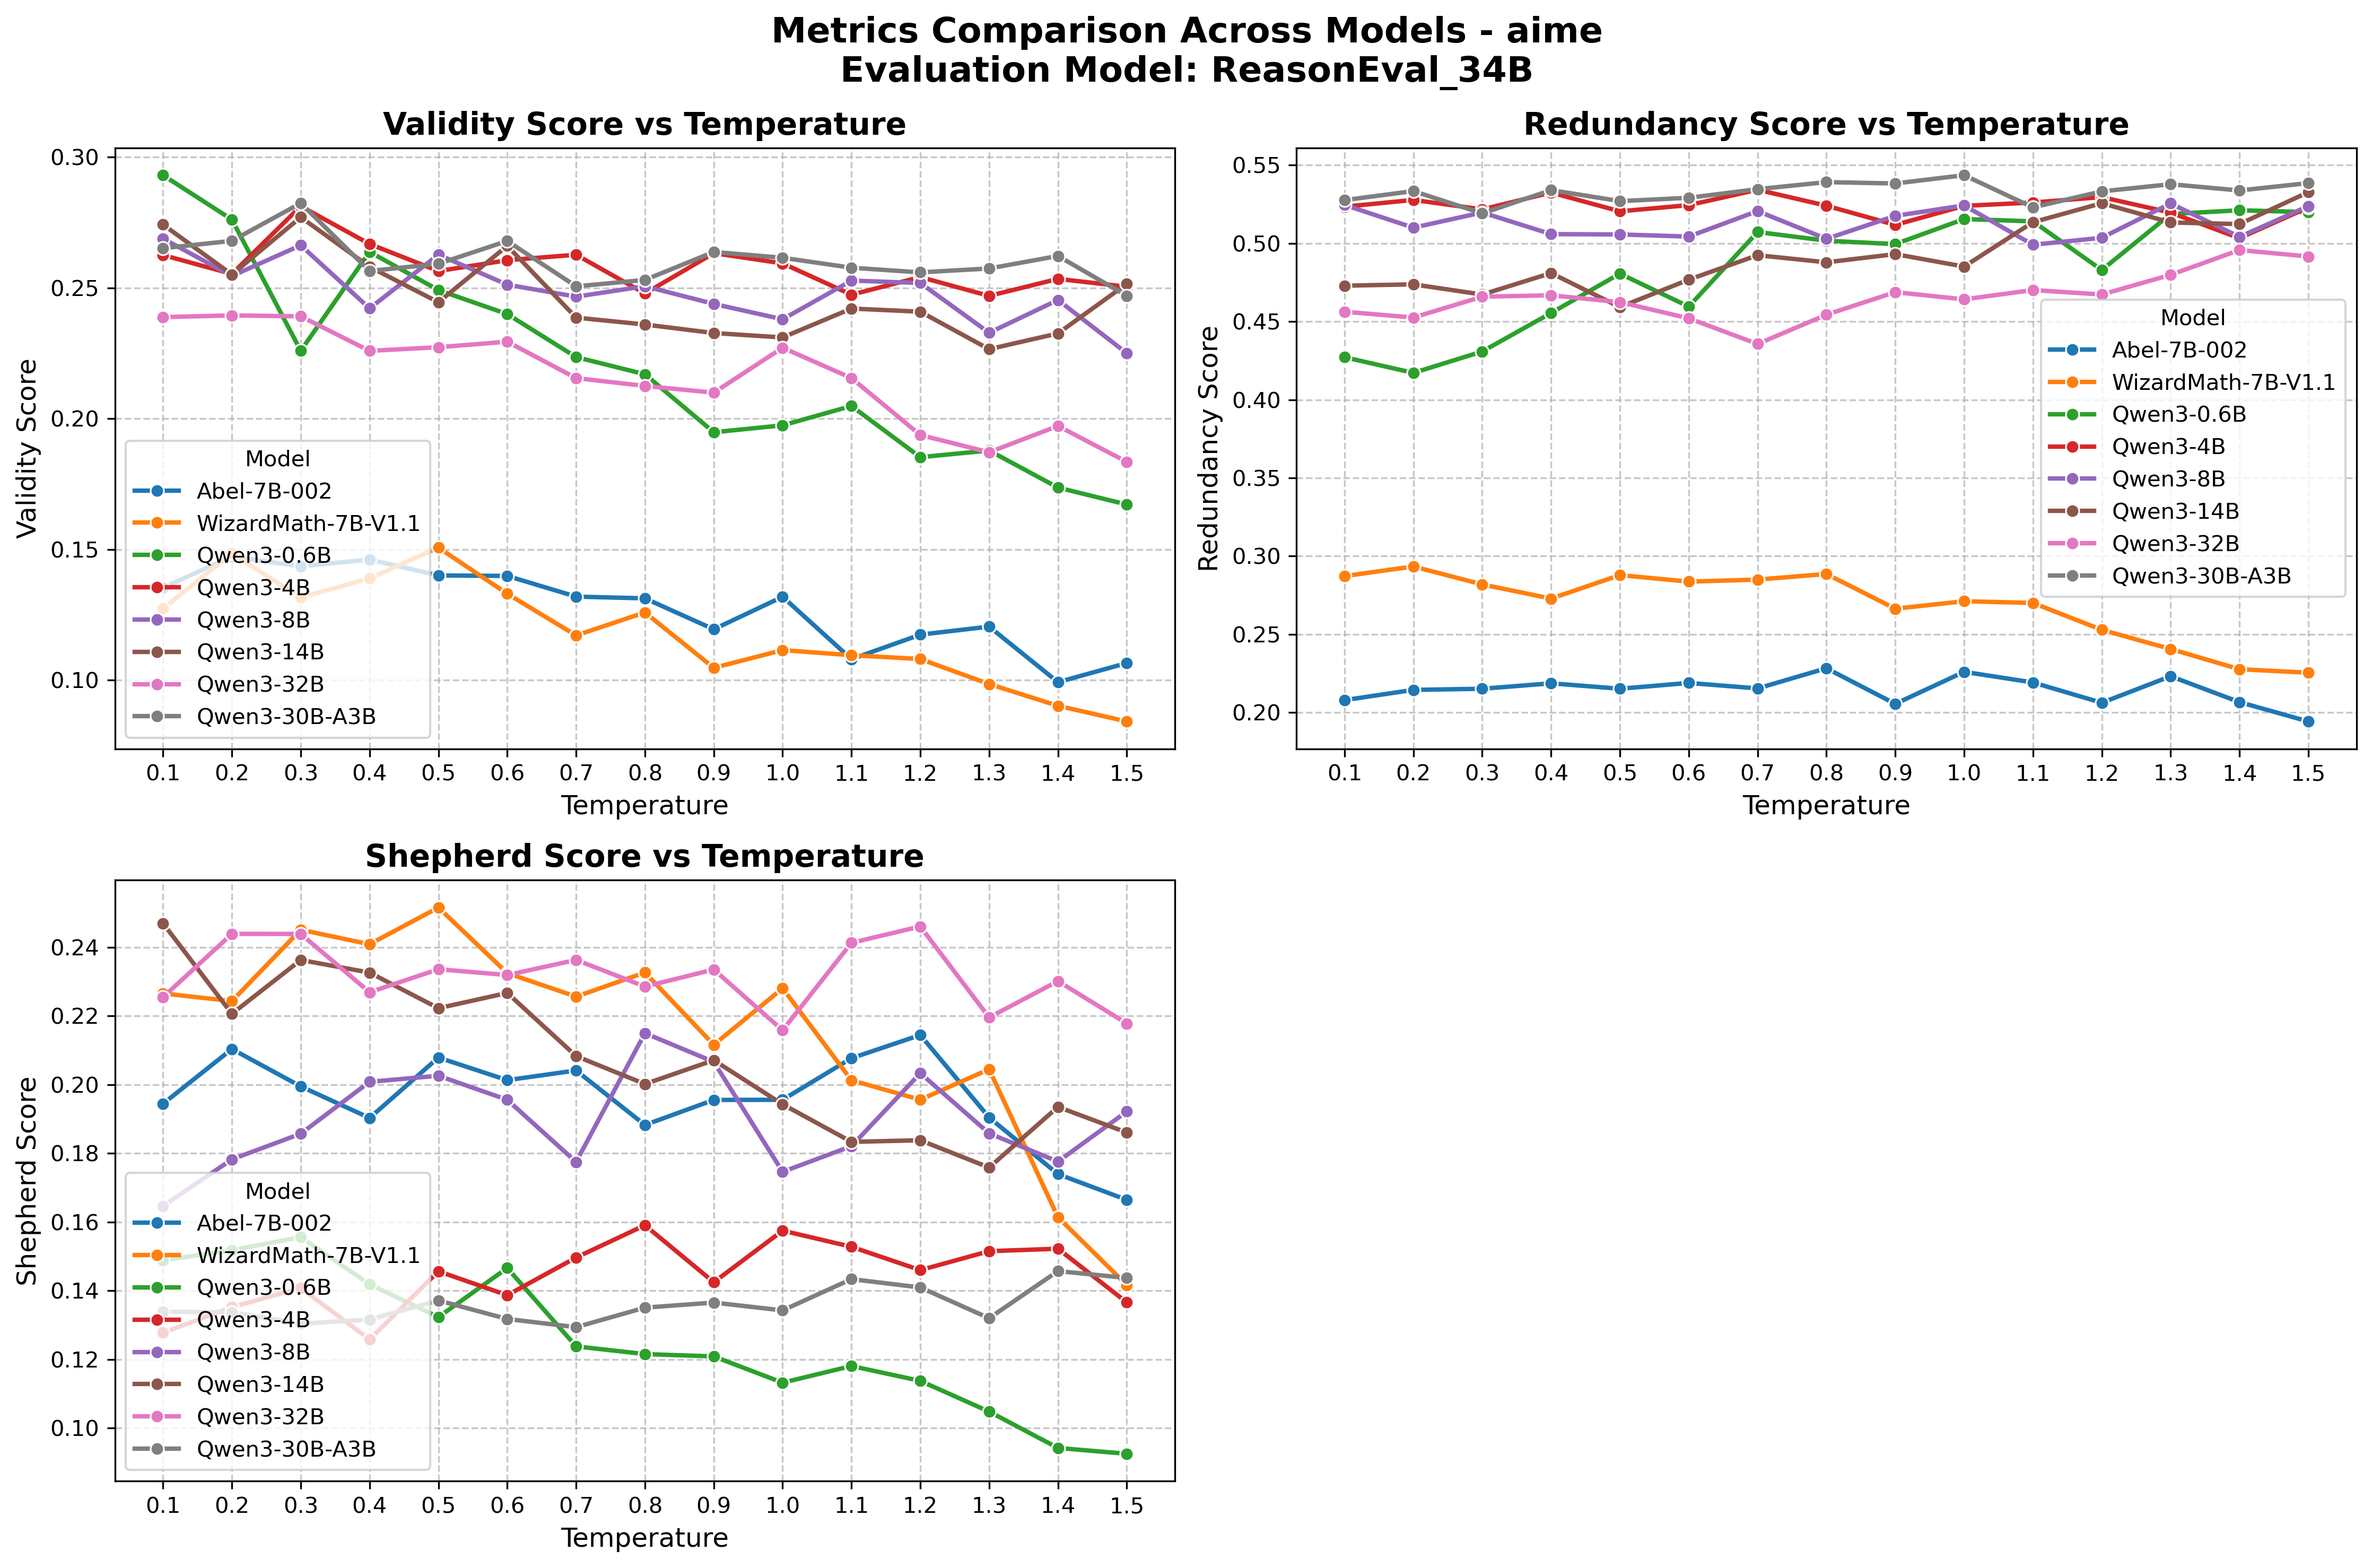 Metrics Comparison Across Models - aime
Evaluation Model: ReasonEval_34B
Validity Score vs Temperature
Validity Score
0.30
0.25
0.20
0.15
0.10
Model
Abel-7B-002
WizardMath-7B-V1.1
Qwen3-0.6B
Qwen3-4B
Qwen3-8B
Qwen3-14B
Qwen3-32B
Qwen3-30B-A3B
0.1 0.2 0.3 0.4 0.5 0.6 0.7 0.8 0.9 1.0 1.1 1.2 1.3 1.4 1.5
Temperature
Redundancy Score vs Temperature
Redundancy Score
0.55
0.50
0.45
0.40
0.35
0.30
0.25
0.20
Model
Abel-7B-002
WizardMath-7B-V1.1
Qwen3-0.6B
Qwen3-4B
Qwen3-8B
Qwen3-14B
Qwen3-32B
Qwen3-30B-A3B
0.1 0.2 0.3 0.4 0.5 0.6 0.7 0.8 0.9 1.0 1.1 1.2 1.3 1.4 1.5
Temperature
Shepherd Score vs Temperature
Shepherd Score
0.24
0.22
0.20
0.18
0.16
0.14
0.12
0.10
Model
Abel-7B-002
WizardMath-7B-V1.1
Qwen3-0.6B
Qwen3-4B
Qwen3-8B
Qwen3-14B
Qwen3-32B
Qwen3-30B-A3B
0.1 0.2 0.3 0.4 0.5 0.6 0.7 0.8 0.9 1.0 1.1 1.2 1.3 1.4 1.5
Temperature